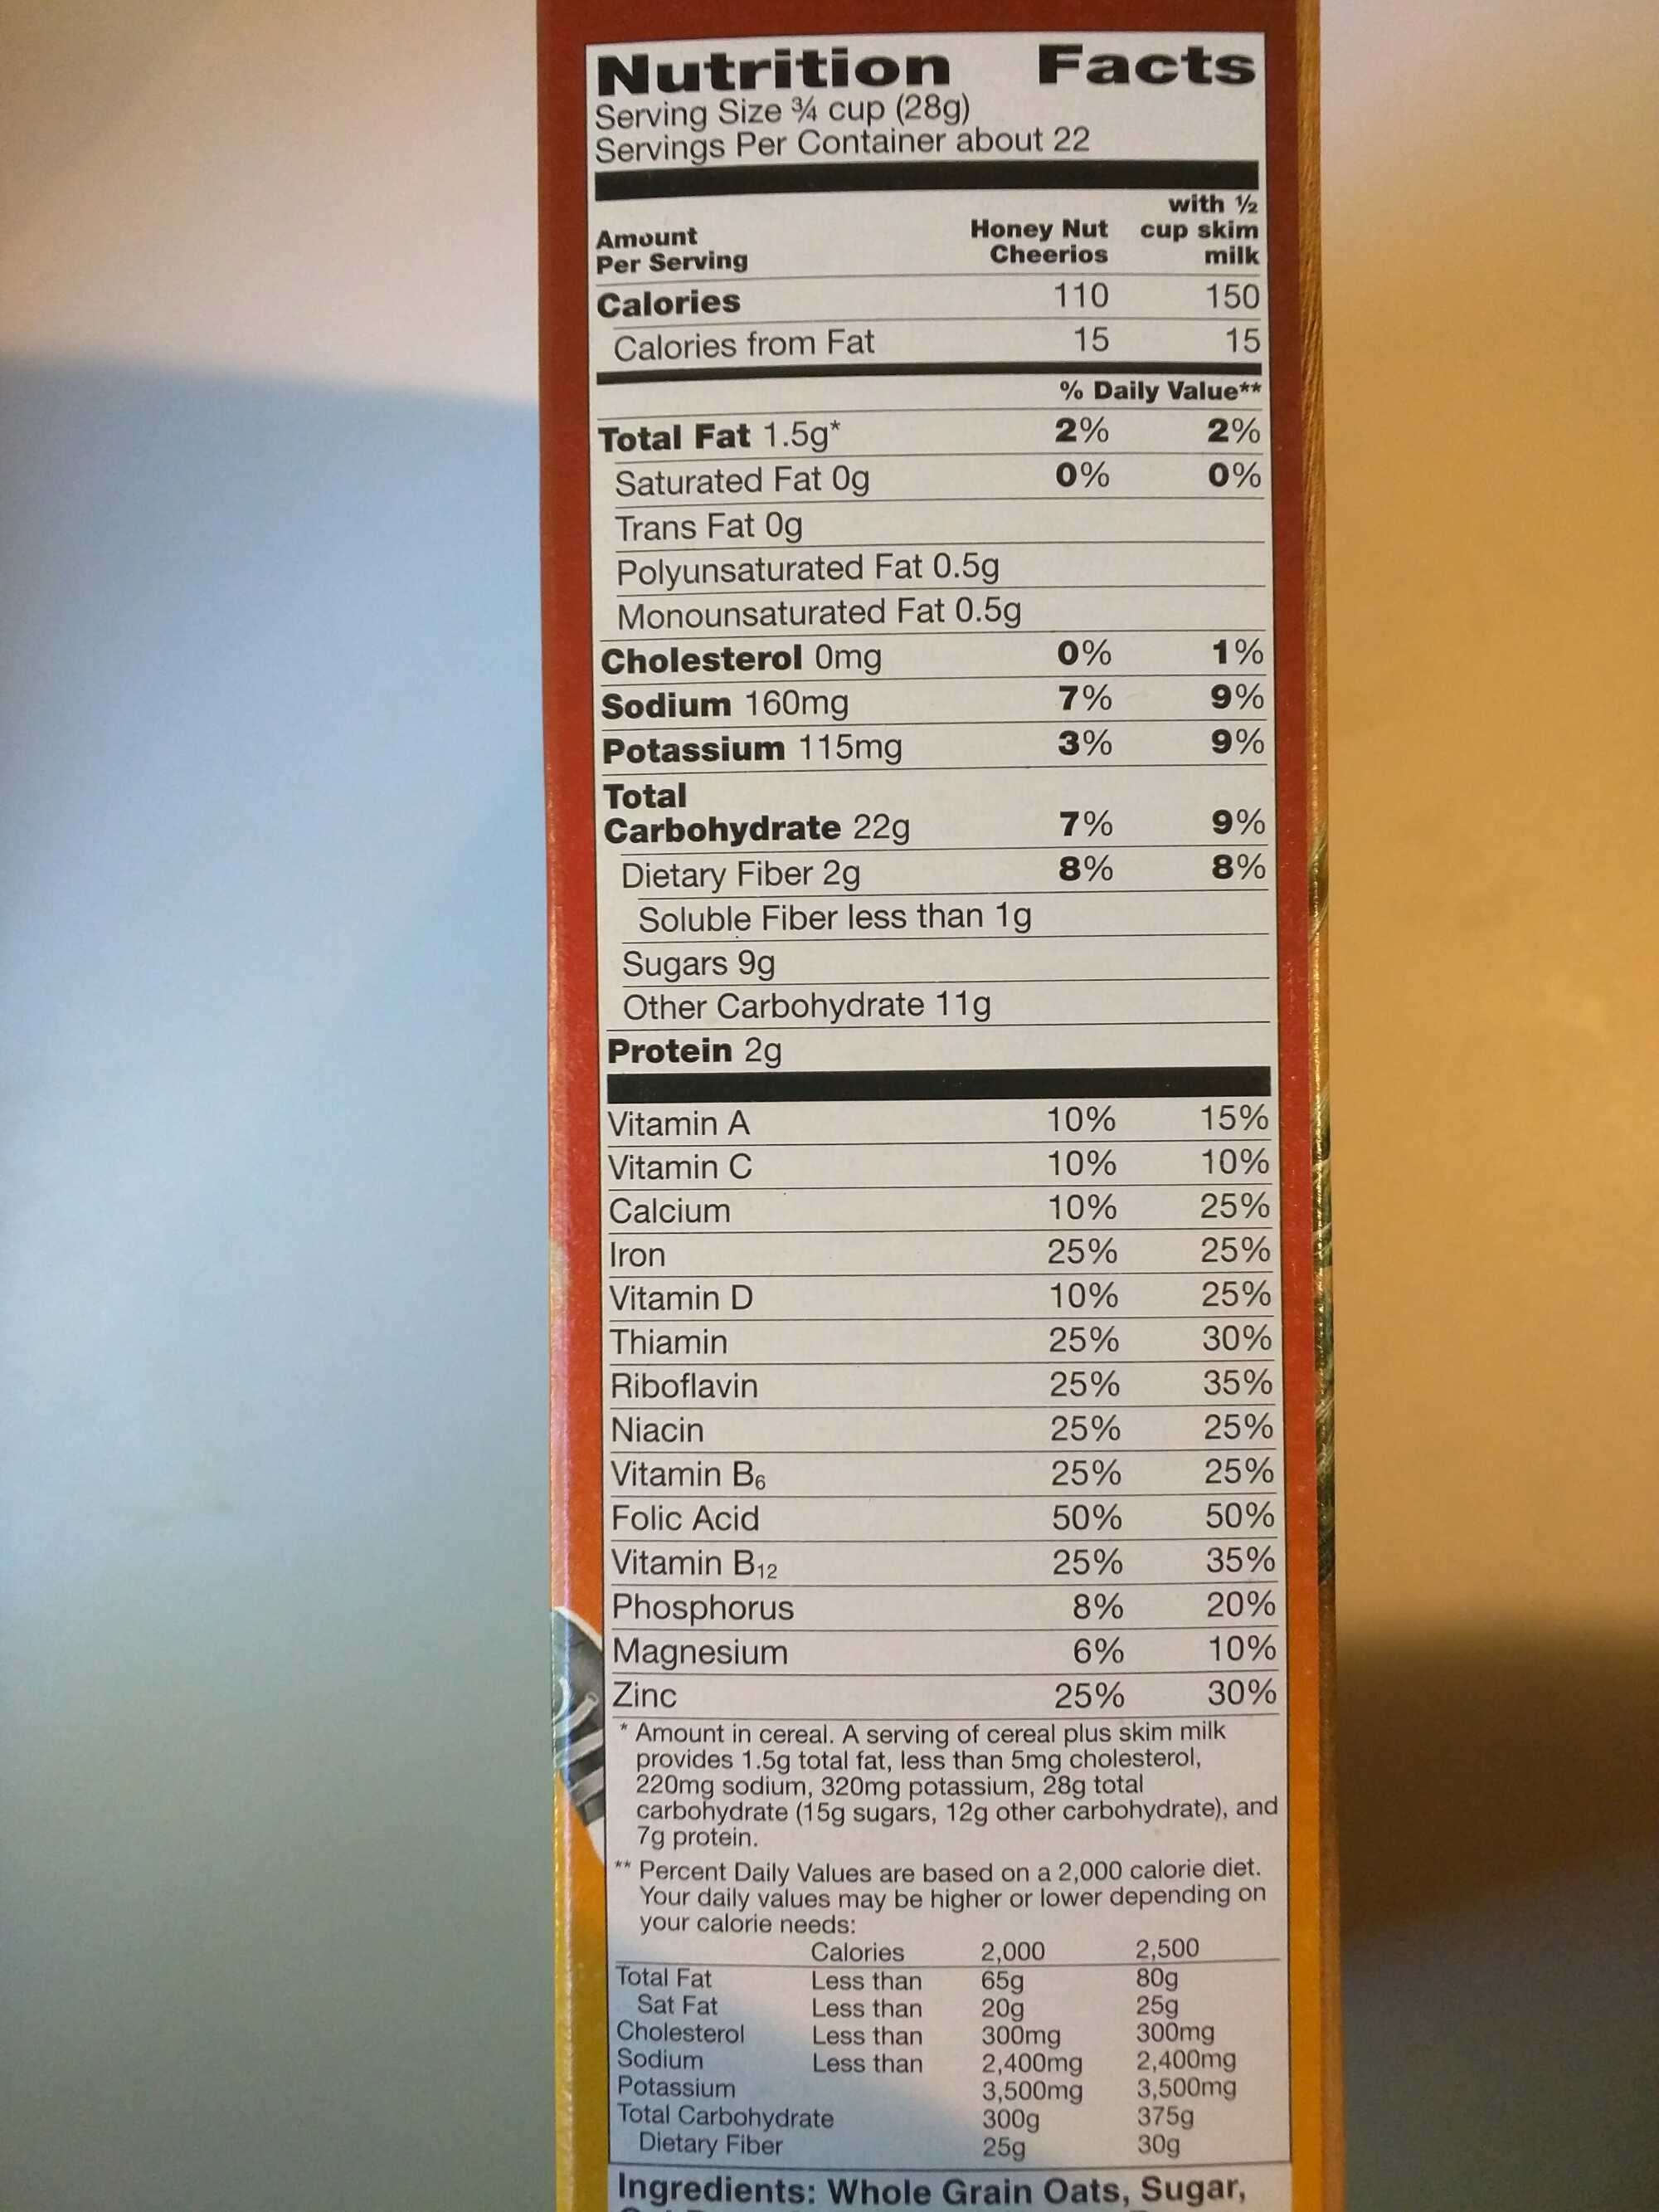 Nutrition Facts
Serving Size ¾ cup (28g)
Servings Per Container about 22
Amount Per Serving Honey Nut Cheerios with ½ cup skim milk
Calories 110 150
Calories from Fat 15 15
% Daily Value**
Total Fat 1.5g* 2% 2%
Saturated Fat 0g 0% 0%
Trans Fat 0g
Polyunsaturated Fat 0.5g
Monounsaturated Fat 0.5g
Cholesterol 0mg 0% 1%
Sodium 160mg 7% 9%
Potassium 115mg 3% 9%
Total
Carbohydrate 22g 7% 9%
Dietary Fiber 2g 8% 8%
Soluble Fiber less than 1g
Sugars 9g
Other Carbohydrate 11g
Protein 2g
Vitamin A 10% 15%
Vitamin C 10% 10%
Calcium 10% 25%
Iron 25% 25%
Vitamin D 10% 25%
Thiamin 25% 30%
Riboflavin 25% 35%
Niacin 25% 25%
Vitamin B6 25% 25%
Folic Acid 50% 50%
Vitamin B12 25% 35%
Phosphorus 8% 20%
Magnesium 6% 10%
Zinc 25% 30%
* Amount in cereal. A serving of cereal plus skim milk
provides 1.5g total fat, less than 5mg cholesterol,
220mg sodium, 320mg potassium, 28g total
carbohydrate (15g sugars, 12g other carbohydrate), and
7g protein.
** Percent Daily Values are based on a 2,000 calorie diet.
Your daily values may be higher or lower depending on
your calorie needs:
Calories 2,000 2,500
Total Fat Less than 65g 80g
Sat Fat Less than 20g 25g
Cholesterol Less than 300mg 300mg
Sodium Less than 2,400mg 2,400mg
Potassium 3,500mg 3,500mg
Total Carbohydrate 300g 375g
Dietary Fiber 25g 30g
Ingredients: Whole Grain Oats, Sugar,